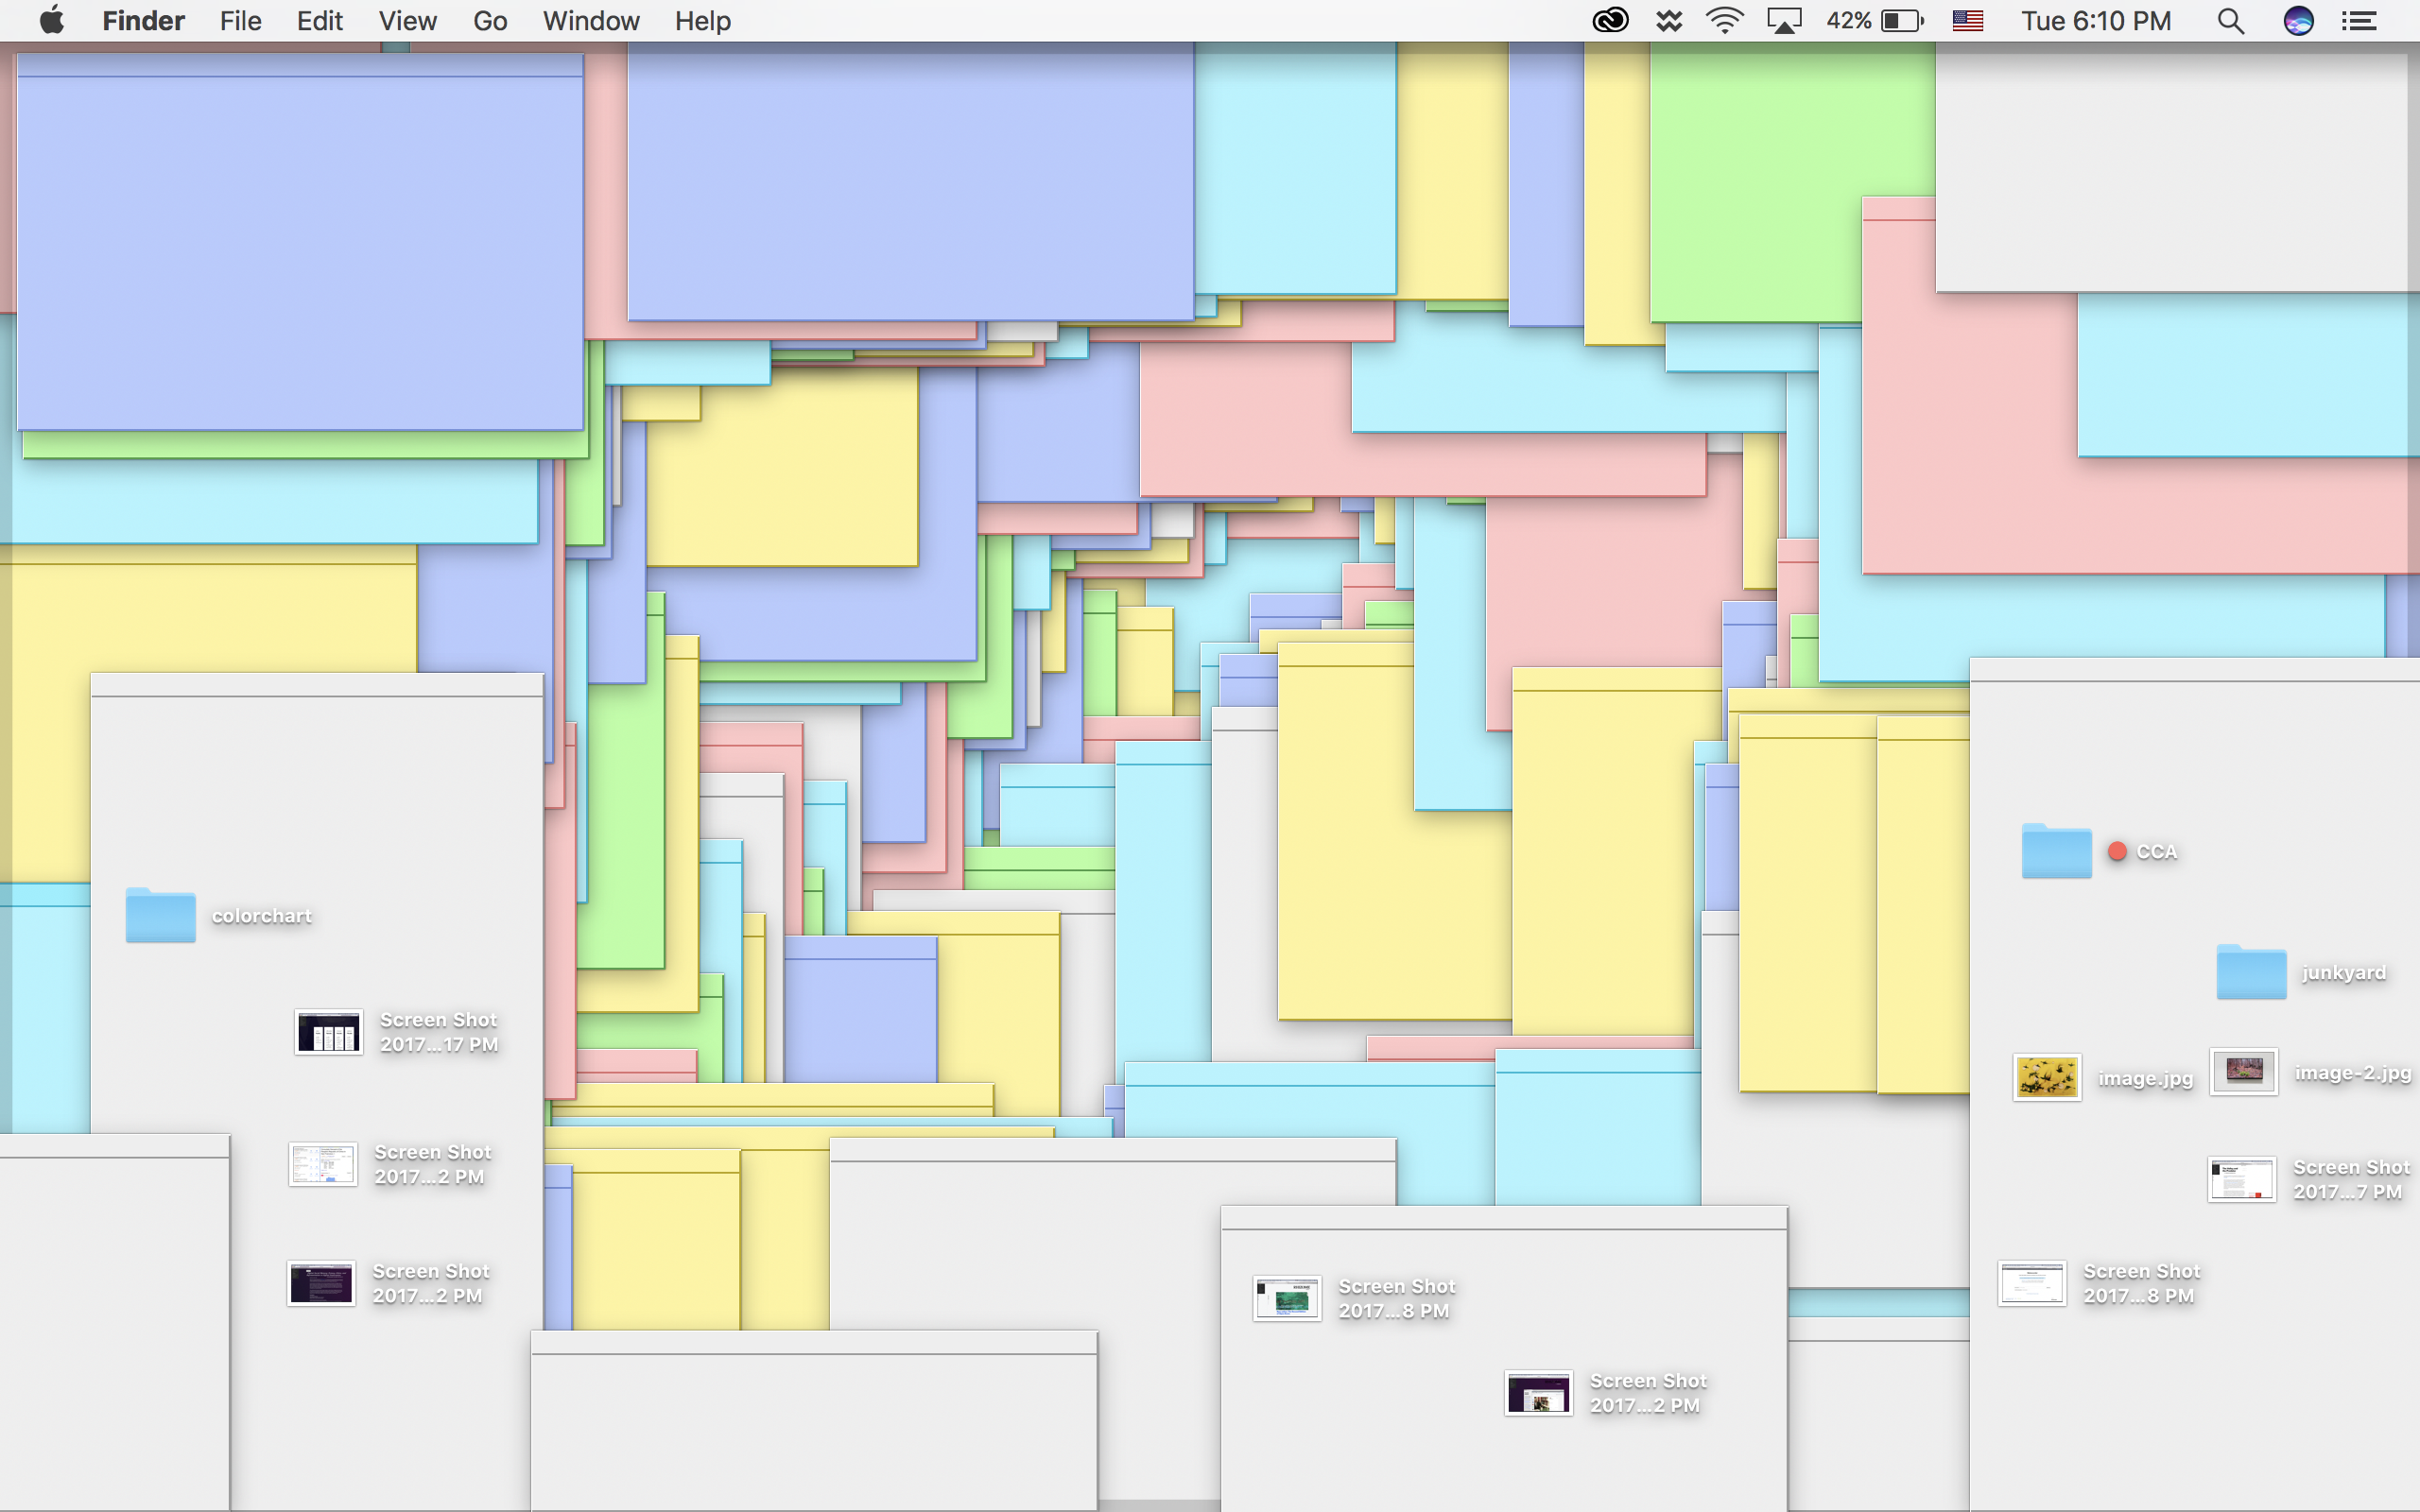 Finder File Edit View Go Window Help 42% Tue 6:10 PM
colorchart
Screen Shot
2017...17 PM
Screen Shot
2017...2 PM
Screen Shot
2017...2 PM
Screen Shot
2017...8 PM
Screen Shot
2017...2 PM
CCA
junkyard
image.jpg
image-2.jpg
Screen Shot
2017...7 PM
Screen Shot
2017...8 PM